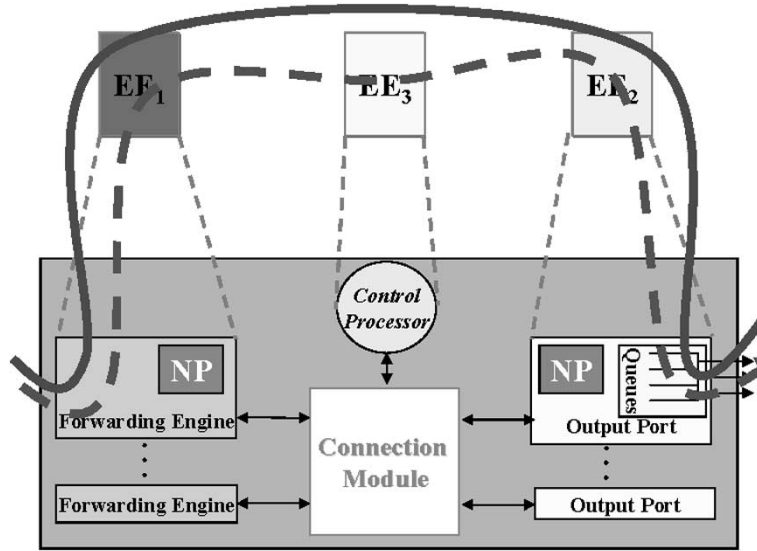 EE1
EE3
EE2
Control
Processor
NP
NP
Queues
Forwarding Engine
Connection
Module
Output Port
Forwarding Engine
Output Port